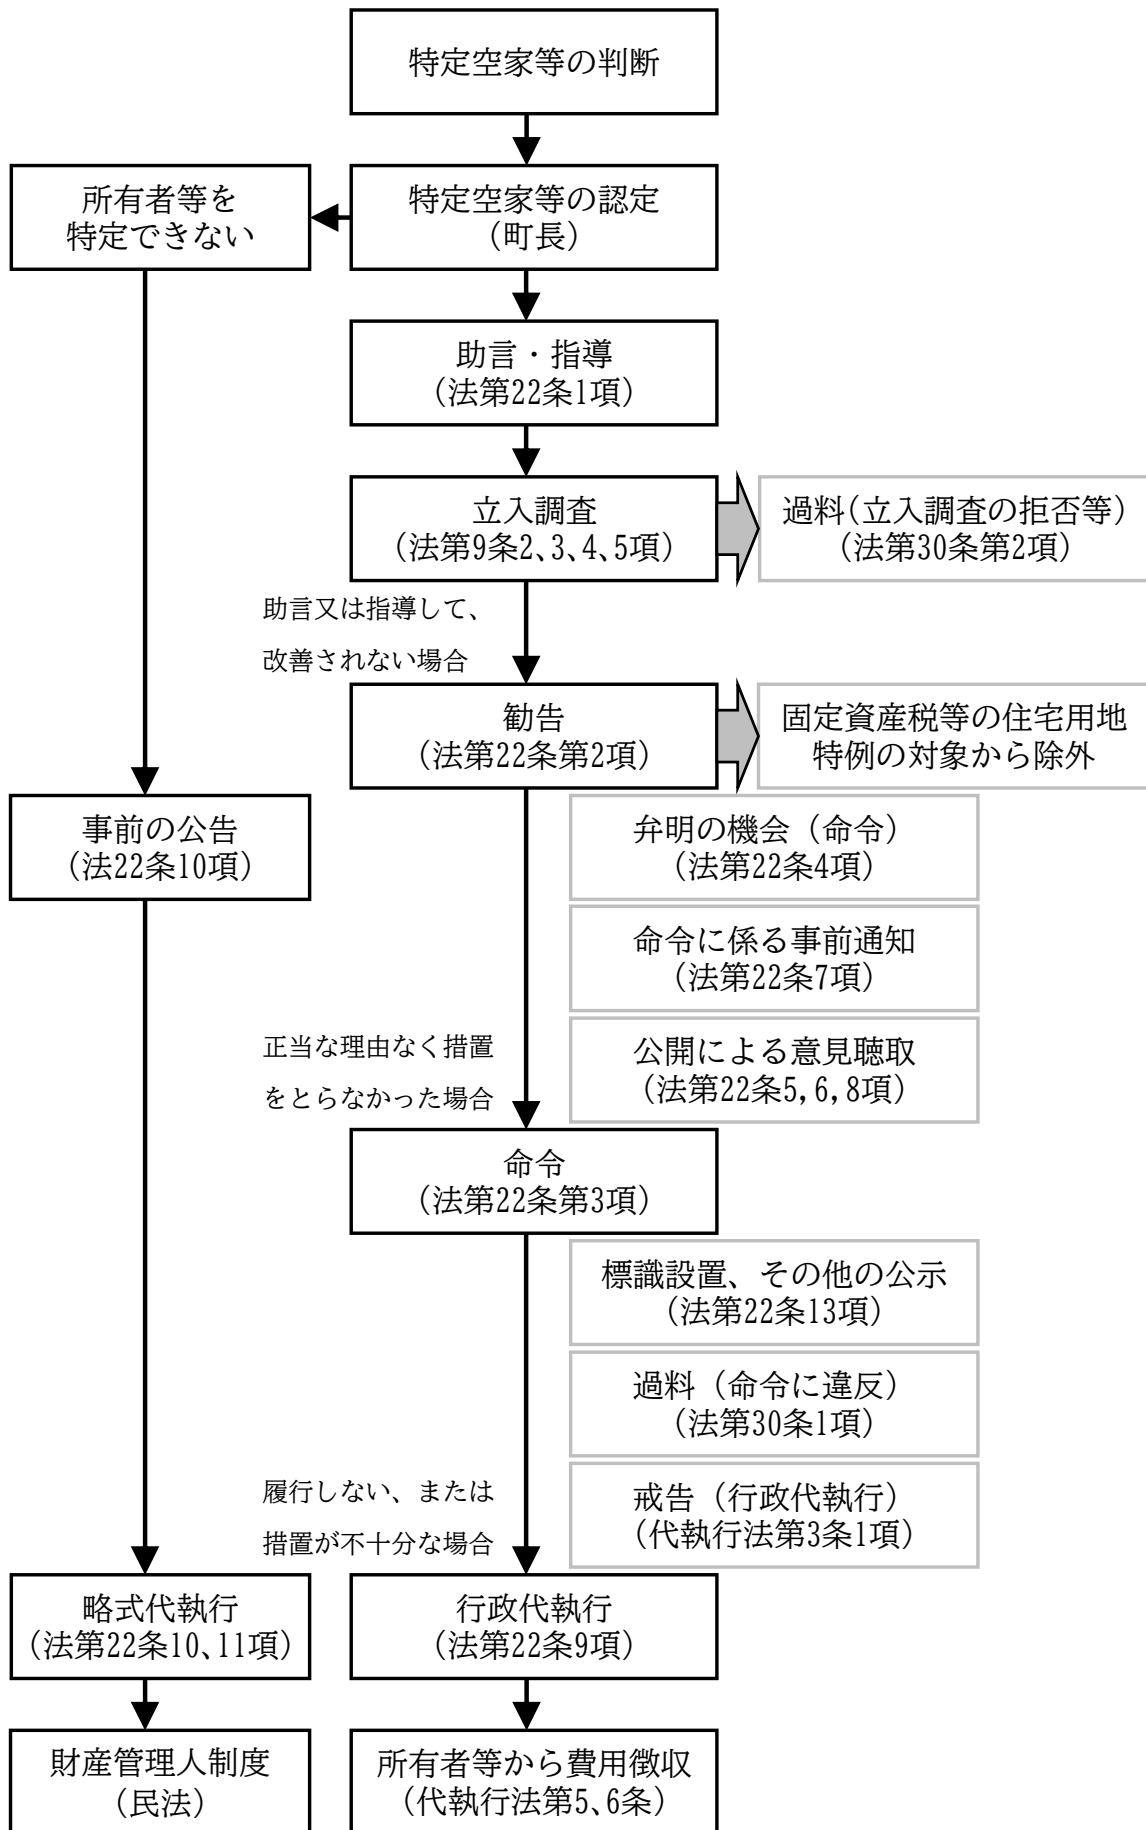 特定空家等の判断
所有者等を
特定できない
特定空家等の認定
（町長）
助言・指導
（法第22条1項）
立入調査
（法第9条2、3、4、5項）
過料（立入調査の拒否等）
（法第30条第2項）
助言又は指導して、
改善されない場合
勧告
（法第22条第2項）
固定資産税等の住宅用地
特例の対象から除外
事前の公告
（法22条10項）
弁明の機会（命令）
（法第22条4項）
命令に係る事前通知
（法第22条7項）
公開による意見聴取
（法第22条5,6,8項）
正当な理由なく措置
をとらなかった場合
命令
（法第22条第3項）
標識設置、その他の公示
（法第22条13項）
過料（命令に違反）
（法第30条1項）
戒告（行政代執行）
（代執行法第3条1項）
履行しない、または
措置が不十分な場合
略式代執行
（法第22条10、11項）
行政代執行
（法第22条9項）
財産管理人制度
（民法）
所有者等から費用徴収
（代執行法第5、6条）